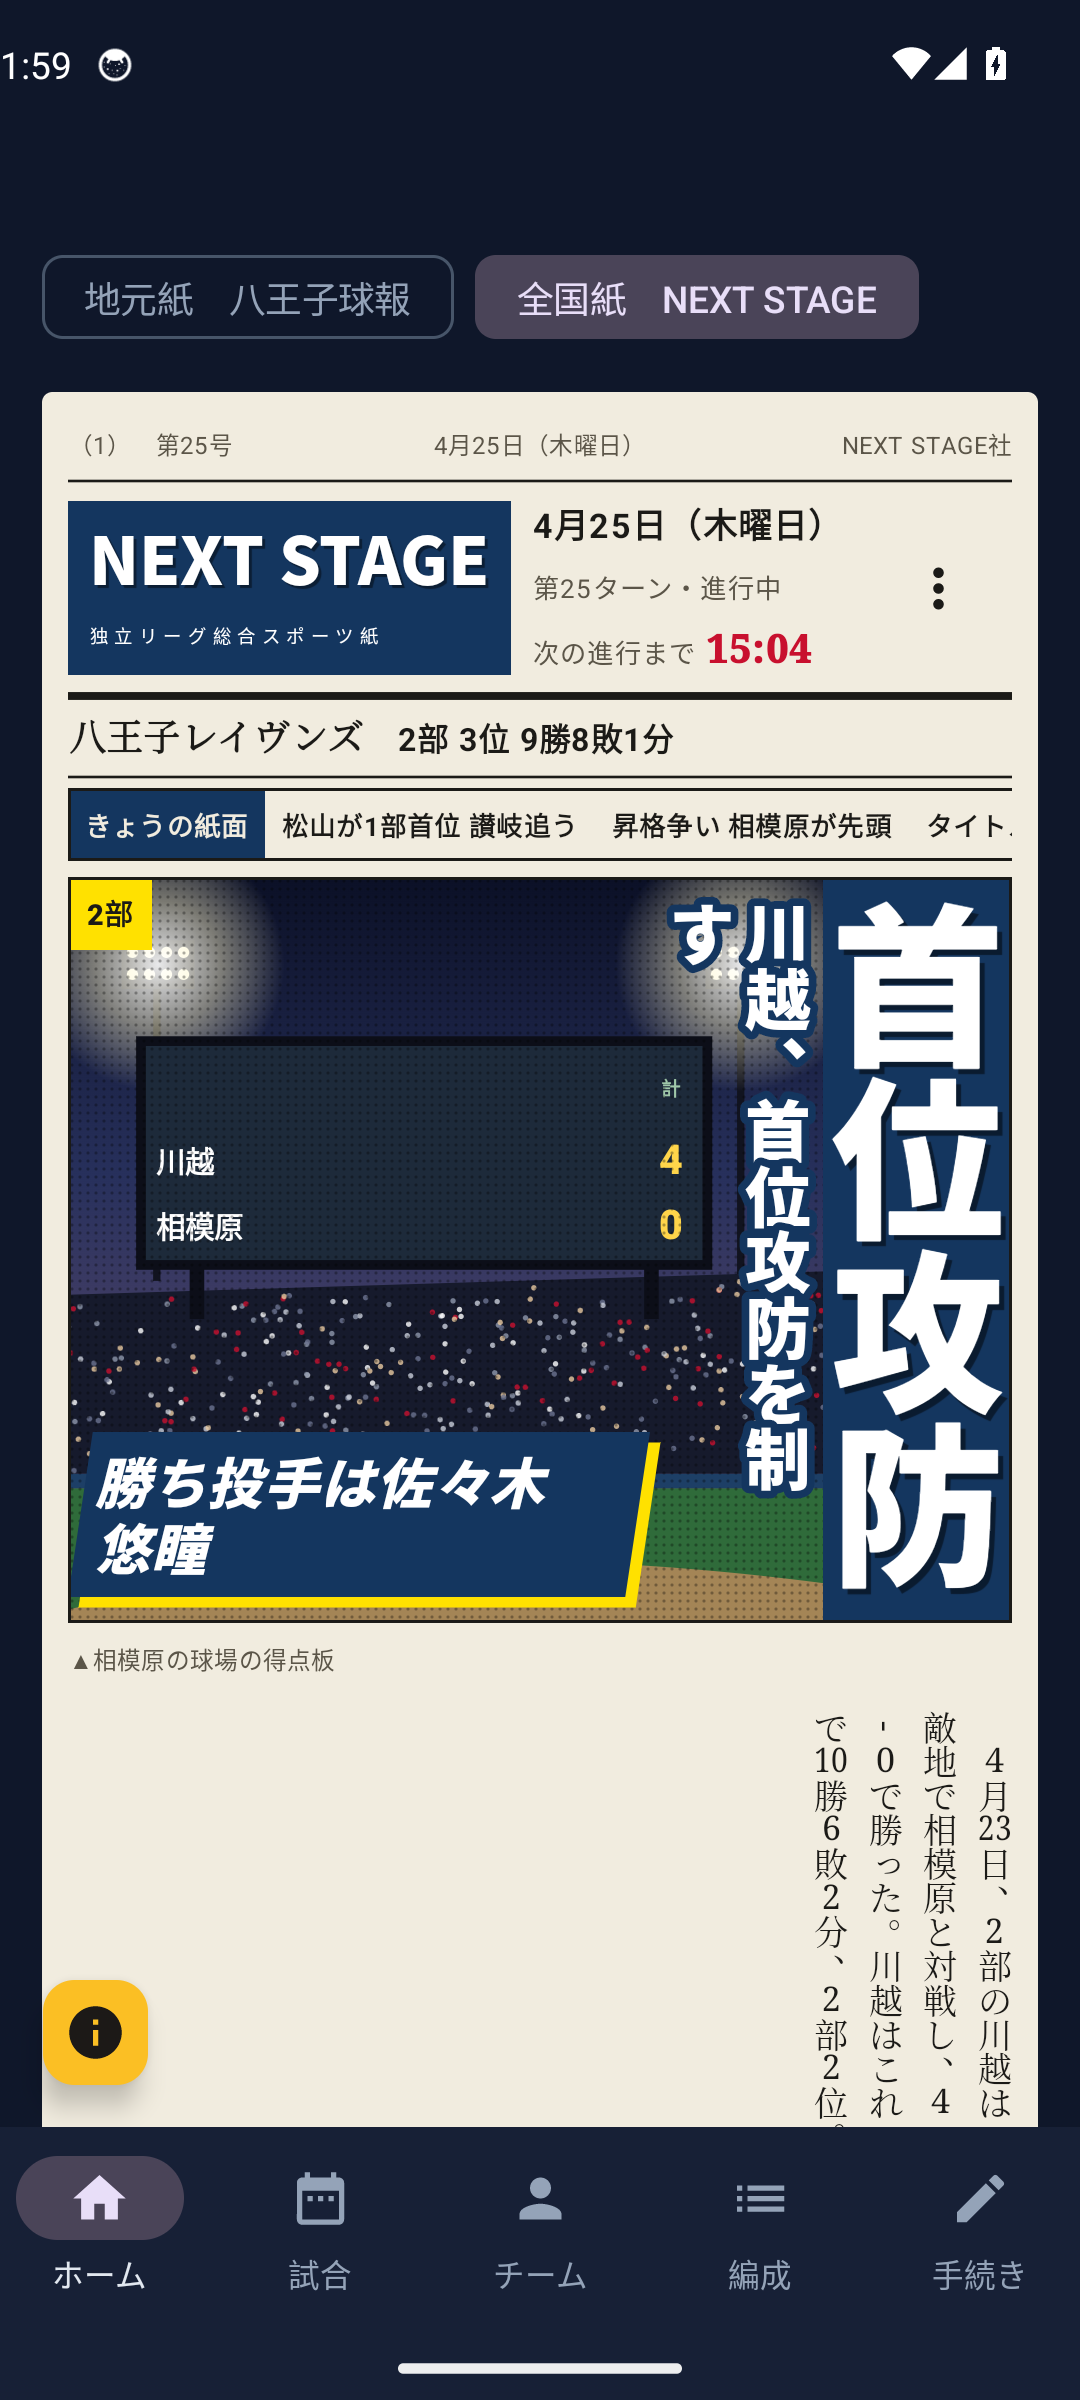 1:59
地元紙 八王子球報
全国紙 NEXT STAGE
（1） 第25号
4月25日（木曜日）
NEXT STAGE社
NEXT STAGE
独立リーグ総合スポーツ紙
4月25日（木曜日）
第25ターン・進行中
次の進行まで 15:04
八王子レイヴンズ 2部 3位 9勝8敗1分
きょうの紙面
松山が1部首位 讃岐追う 昇格争い 相模原が先頭 タイト
2部
首位攻防
川越、首位攻防を制
す
計
川越 4
相模原 0
勝ち投手は佐々木
悠瞳
▲相模原の球場の得点板
4月23日、2部の川越は
敵地で相模原と対戦し、4
-0で勝った。川越はこれ
で10勝6敗2分、2部2位。
ホーム
試合
チーム
編成
手続き